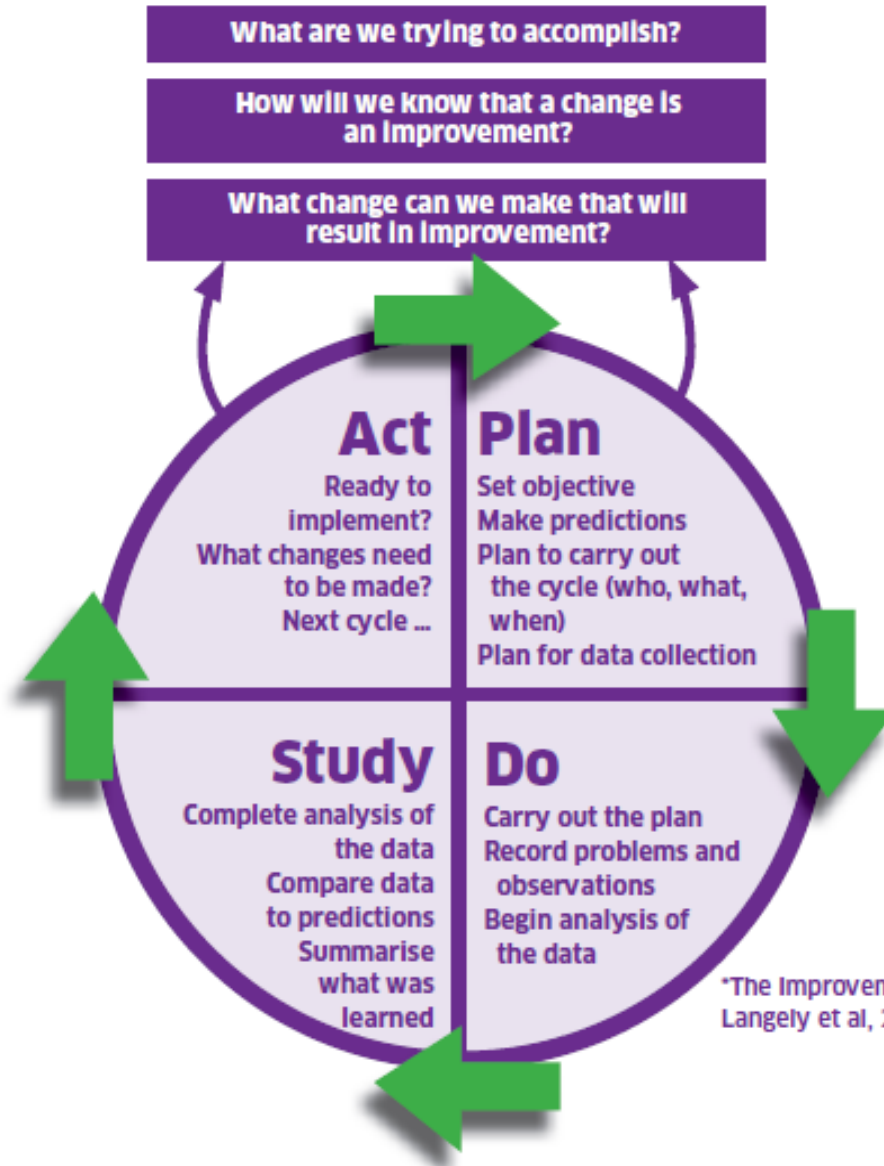 What are we trying to accomplish?
How will we know that a change is
an improvement?
What change can we make that will
result in improvement?
Act
Ready to
implement?
What changes need
to be made?
Next cycle ...
Plan
Set objective
Make predictions
Plan to carry out
the cycle (who, what,
when)
Plan for data collection
Study
Complete analysis of
the data
Compare data
to predictions
Summarise
what was
learned
Do
Carry out the plan
Record problems and
observations
Begin analysis of
the data
*The
Langely et al,